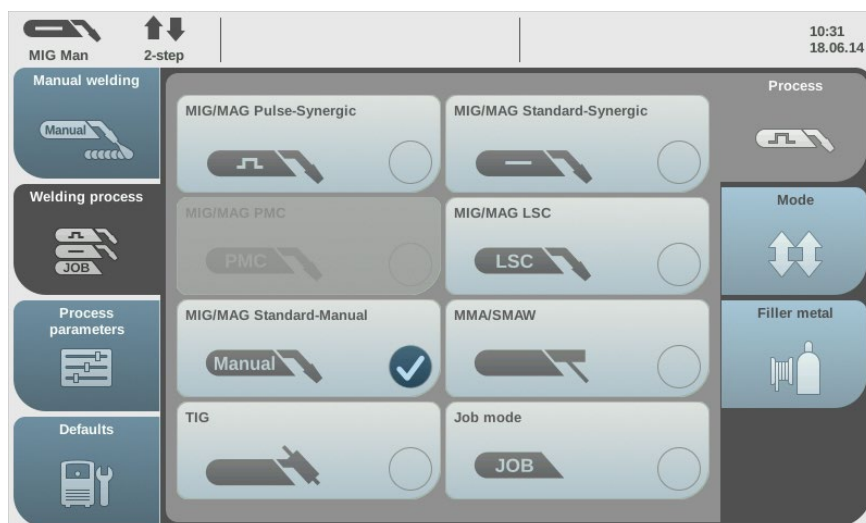 MIG Man
2-step
10:31
18.06.14
Manual welding
Manual
Welding process
JOB
Process
parameters
Defaults
MIG/MAG Pulse-Synergic
MIG/MAG Standard-Synergic
MIG/MAG PMC
PMC
MIG/MAG LSC
LSC
MIG/MAG Standard-Manual
Manual
MMA/SMAW
TIG
Job mode
JOB
Process
Mode
Filler metal